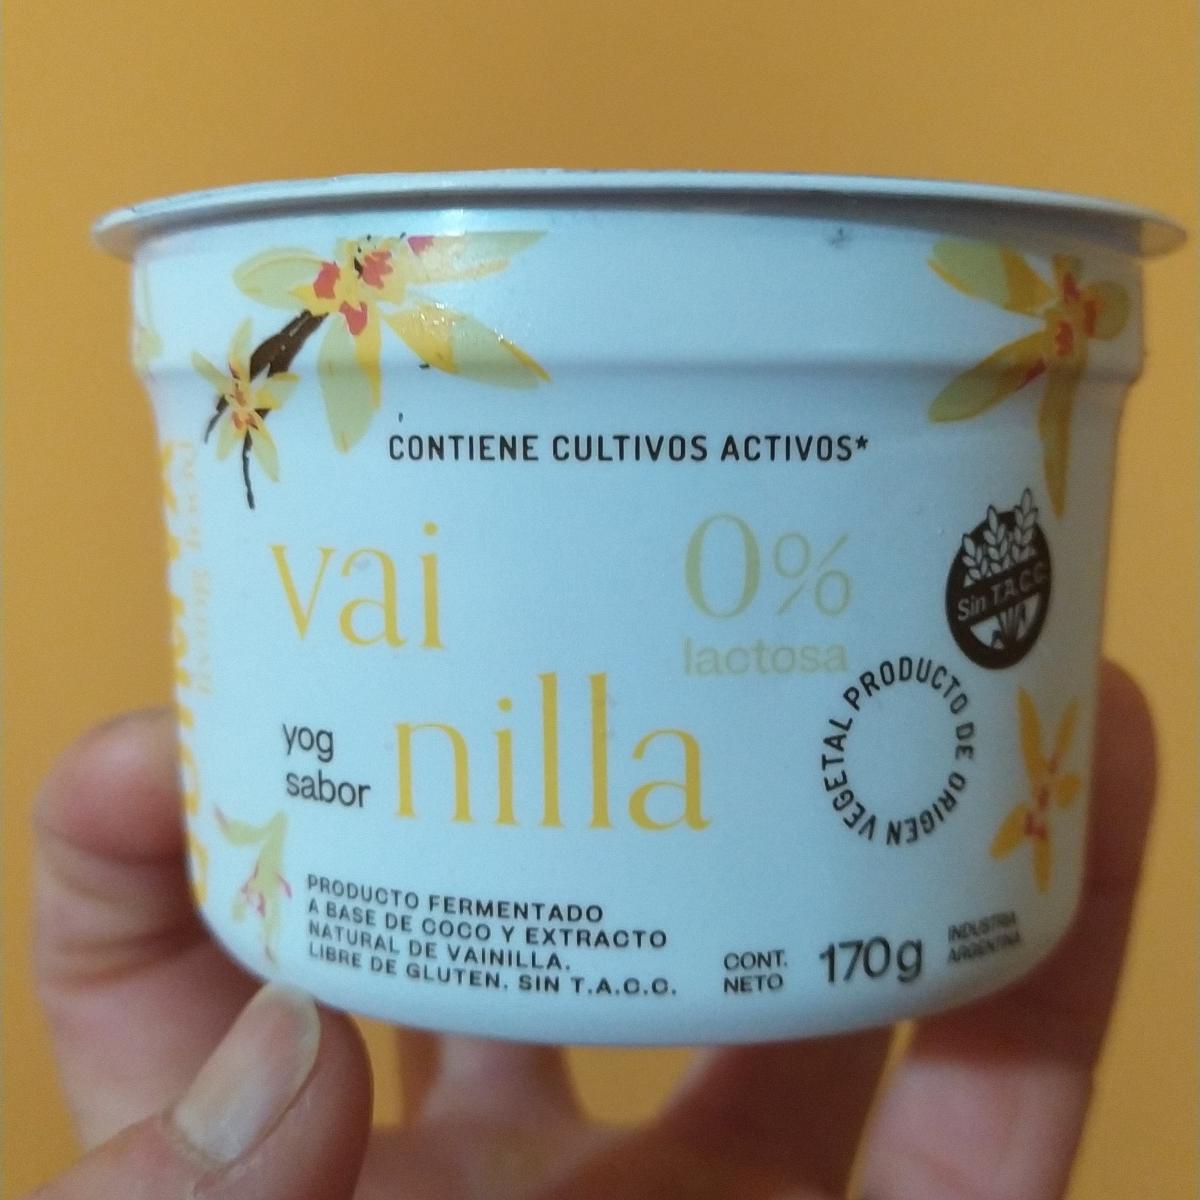 CONTIENE CULTIVOS ACTIVOS*
vai
nilla
yog
sabor
0%
lactosa
Sin T.A.C.C.
PRODUCTO DE ORIGEN VEGETAL
PRODUCTO FERMENTADO
A BASE DE COCO Y EXTRACTO
NATURAL DE VAINILLA.
LIBRE DE GLUTEN. SIN T.A.C.C.
CONT.
NETO
170g
INDUSTRIA
ARGENTINA